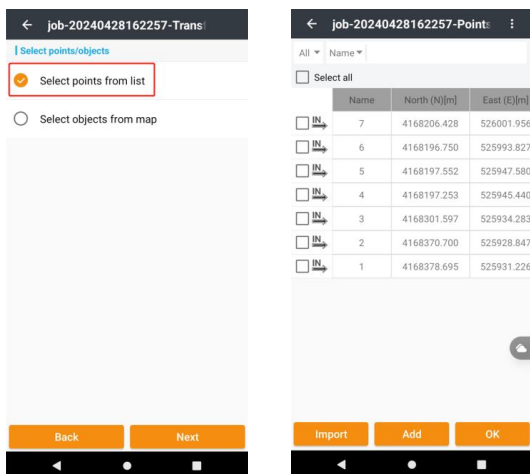 job-20240428162257-Trans
Select points/objects
Select points from list
Select objects from map
Back Next
job-20240428162257-Points
All Name
Select all
Name North (N)[m] East (E)[m]
IN 7 4168206.428 526001.956
IN 6 4168196.750 525993.827
IN 5 4168197.552 525947.580
IN 4 4168197.253 525945.440
IN 3 4168301.597 525934.283
IN 2 4168370.700 525928.847
IN 1 4168378.695 525931.226
Import Add OK